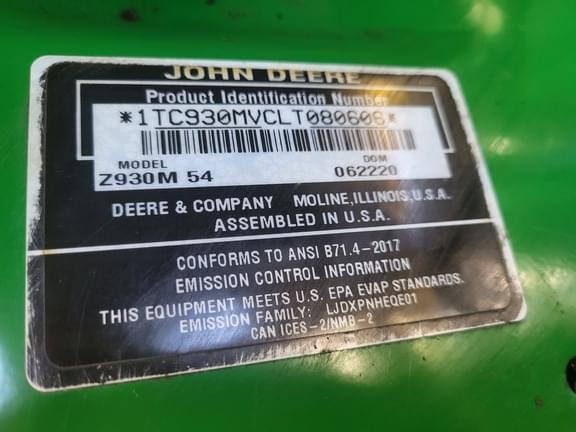 JOHN DEERE
Product Identification Number
*1TC930MVCLT080606*
MODEL DOM
Z930M 54 062220
DEERE & COMPANY MOLINE, ILLINOIS, U.S.A.
ASSEMBLED IN U.S.A.
CONFORMS TO ANSI B71.4-2017
EMISSION CONTROL INFORMATION
THIS EQUIPMENT MEETS U.S. EPA EVAP STANDARDS.
EMISSION FAMILY: LJDXPNHEQE01
CAN ICES-2/NMB-2